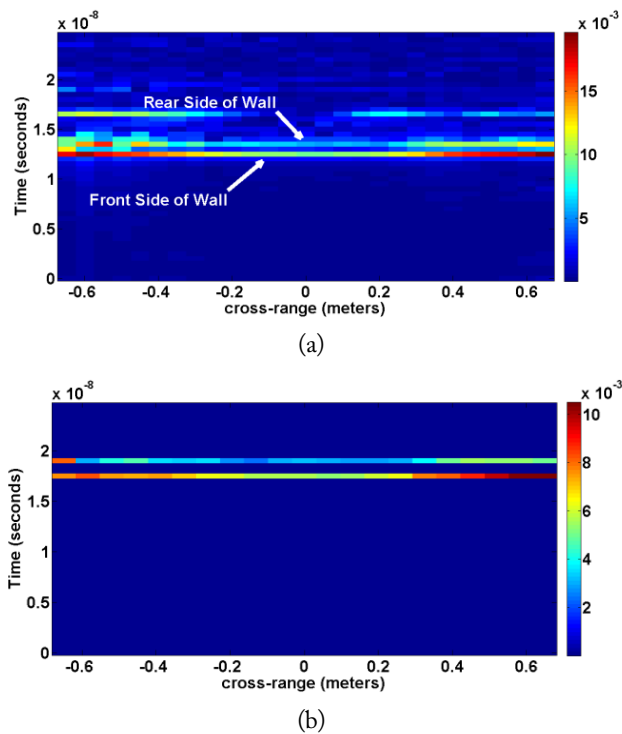 x 10⁻⁸
x 10⁻³
2
1.5
1
0.5
0
Time (seconds)
Rear Side of Wall
Front Side of Wall
15
10
5
-0.6 -0.4 -0.2 0 0.2 0.4 0.6
cross-range (meters)
(a)
x 10⁻⁸
x 10⁻³
2
1.5
1
0.5
0
Time (seconds)
10
8
6
4
2
-0.6 -0.4 -0.2 0 0.2 0.4 0.6
cross-range (meters)
(b)